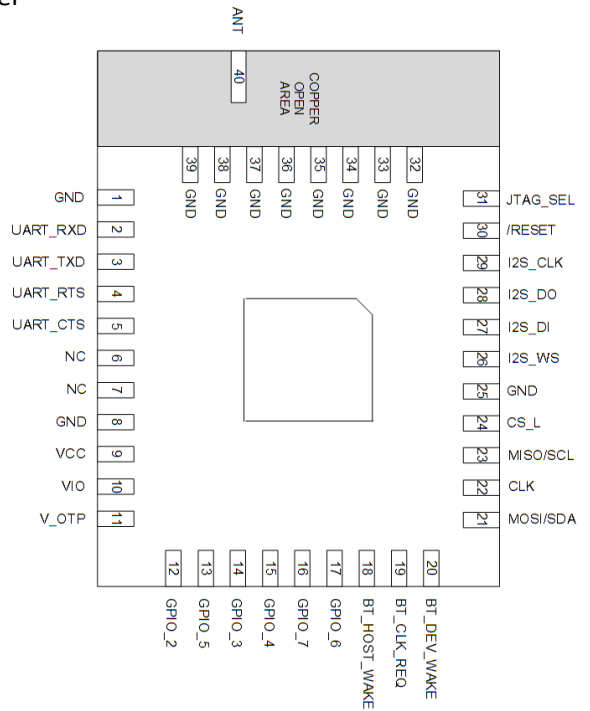 er
ANT
40
COPPER
OPEN
AREA
39 38 37 36 35 34 33 32
GND GND GND GND GND GND GND GND
GND 1
UART_RXD 2
UART_TXD 3
UART_RTS 4
UART_CTS 5
NC 6
NC 7
GND 8
VCC 9
VIO 10
V_OTP 11
31 JTAG_SEL
30 /RESET
29 I2S_CLK
28 I2S_DO
27 I2S_DI
26 I2S_WS
25 GND
24 CS_L
23 MISO/SCL
22 CLK
21 MOSI/SDA
12 13 14 15 16 17 18 19 20
GPIO_2
GPIO_5
GPIO_3
GPIO_4
GPIO_7
GPIO_6
BT_HOST_WAKE
BT_CLK_REQ
BT_DEV_WAKE